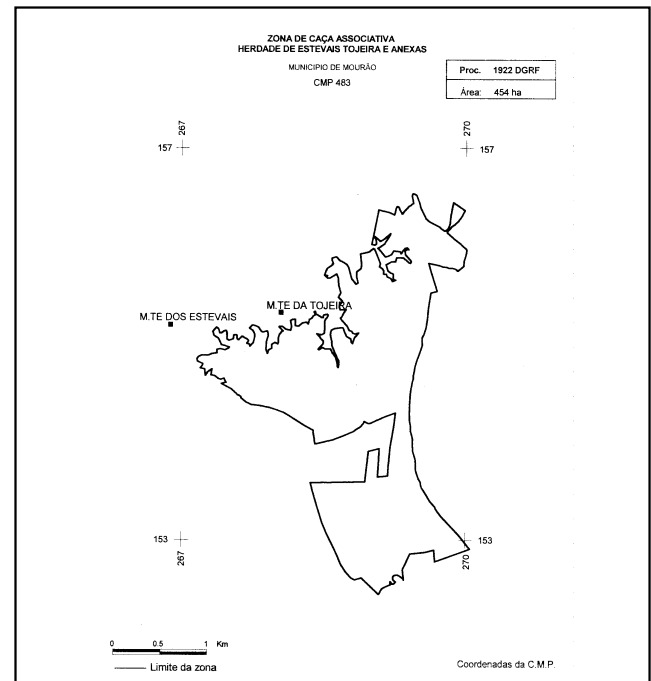 ZONA DE CAÇA ASSOCIATIVA
HERDADE DE ESTEVAIS TOJEIRA E ANEXAS
MUNICIPIO DE MOURÃO
CMP 483
Proc. 1922 DGRF
Área: 454 ha
267
270
157
157
M.TE DA TOJEIRA
M.TE DOS ESTEVAIS
153
153
267
270
0 0.5 1 Km
Limite da zona
Coordenadas da C.M.P.